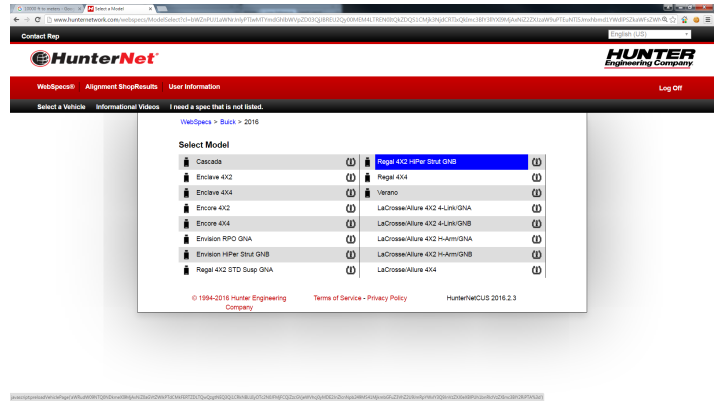 Select a Model
www.hunternetwork.com
Contact Rep
English (US)
HunterNet
HUNTER
Engineering Company
WebSpecs® Alignment ShopResults User Information
Log Off
Select a Vehicle Informational Videos I need a spec that is not listed.
WebSpecs > Buick > 2016
Select Model
Cascada
Regal 4X2 HiPer Strut GNB
Enclave 4X2
Regal 4X4
Enclave 4X4
Verano
Encore 4X2
LaCrosse/Allure 4X2 4-Link/GNA
Encore 4X4
LaCrosse/Allure 4X2 4-Link/GNB
Envision RPO GNA
LaCrosse/Allure 4X2 H-Arm/GNA
Envision HiPer Strut GNB
LaCrosse/Allure 4X2 H-Arm/GNB
Regal 4X2 STD Susp GNA
LaCrosse/Allure 4X4
© 1994-2016 Hunter Engineering Company
Terms of Service - Privacy Policy
HunterNetCUS 2016.2.3